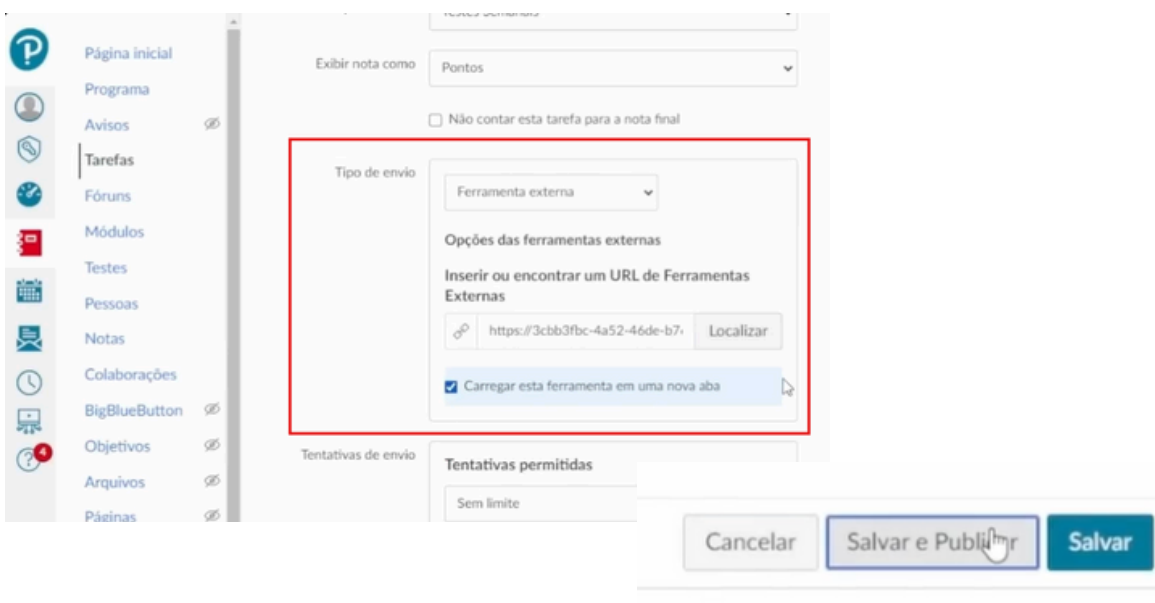 Testes Semanais
Página inicial
Programa
Avisos
Tarefas
Fóruns
Módulos
Testes
Pessoas
Notas
Colaborações
BigBlueButton
Objetivos
Arquivos
Páginas
4
Exibir nota como
Pontos
Não contar esta tarefa para a nota final
Tipo de envio
Ferramenta externa
Opções das ferramentas externas
Inserir ou encontrar um URL de Ferramentas
Externas
https://3cbb3fbc-4a52-46de-b7
Localizar
Carregar esta ferramenta em uma nova aba
Tentativas de envio
Tentativas permitidas
Sem limite
Cancelar
Salvar e Publicar
Salvar